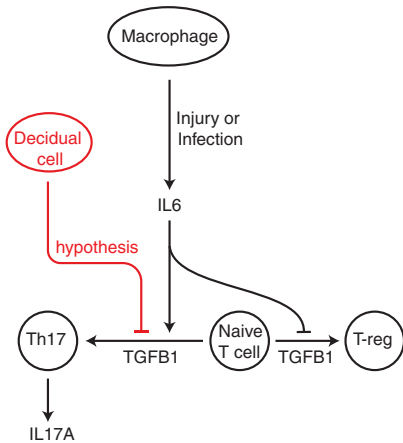 Macrophage
Injury or
Infection
Decidual
cell
IL6
hypothesis
Th17
TGFB1
Naive
T cell
TGFB1
T-reg
IL17A